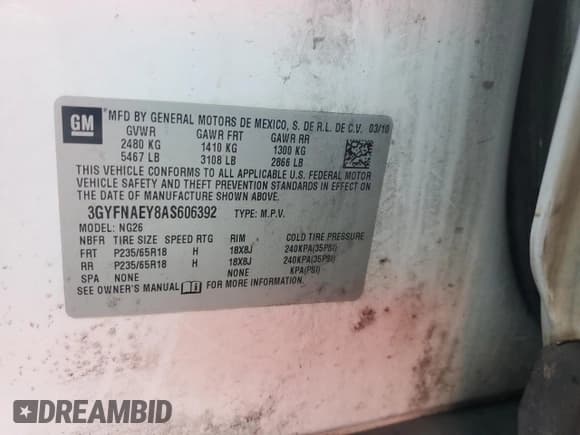 GM
MFD BY GENERAL MOTORS DE MEXICO, S. DE R.L. DE C.V. 03/10
GVWR GAWR FRT GAWR RR
2480 KG 1410 KG 1300 KG
5467 LB 3108 LB 2866 LB
THIS VEHICLE CONFORMS TO ALL APPLICABLE U.S. FEDERAL MOTOR
VEHICLE SAFETY AND THEFT PREVENTION STANDARDS IN EFFECT ON
THE DATE OF MANUFACTURE SHOWN ABOVE.
3GYFNAEY8AS606392 TYPE: M.P.V.
MODEL: NG26
NBFR TIRE SIZE SPEED RTG RIM COLD TIRE PRESSURE
FRT P235/65R18 H 18X8J 240KPA(35PSI)
RR P235/65R18 H 18X8J 240KPA(35PSI)
SPA NONE NONE KPA(PSI)
SEE OWNER'S MANUAL FOR MORE INFORMATION.
DREAMBID